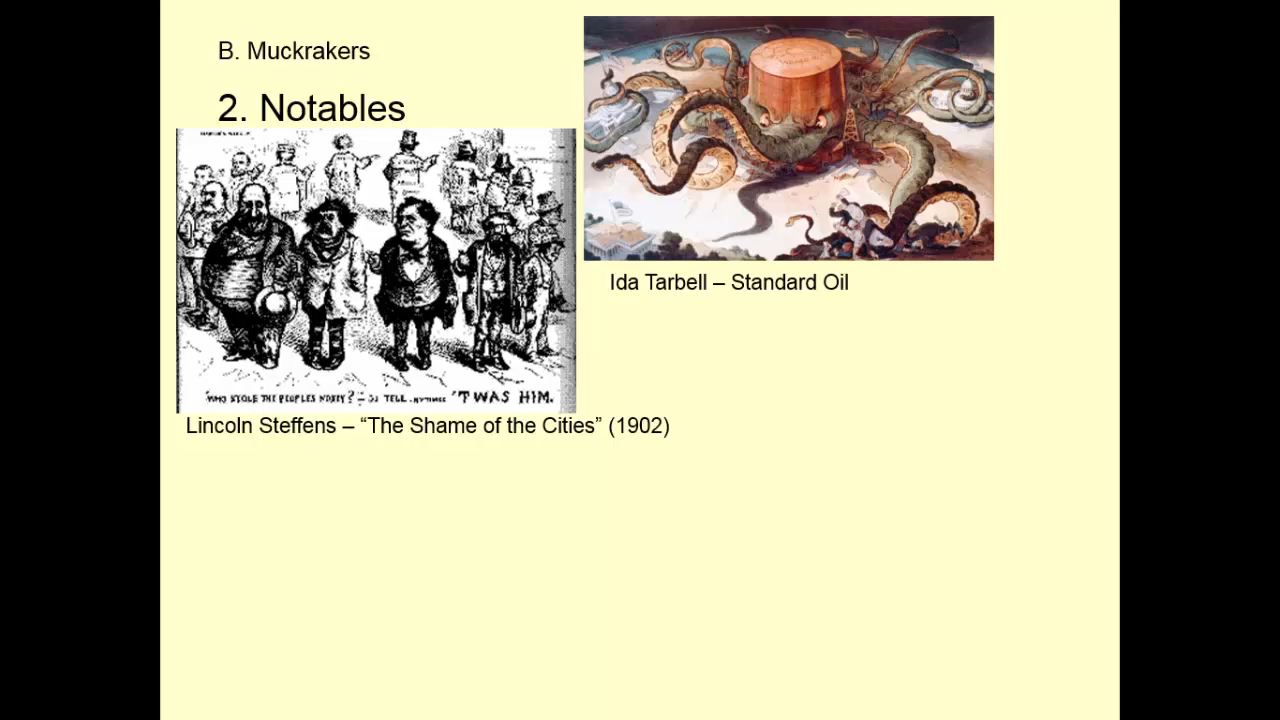 B. Muckrakers
2. Notables
Ida Tarbell – Standard Oil
WHO STOLE THE PEOPLE'S MONEY? – DO TELL. N.Y.TIMES. 'TWAS HIM.
Lincoln Steffens – “The Shame of the Cities” (1902)